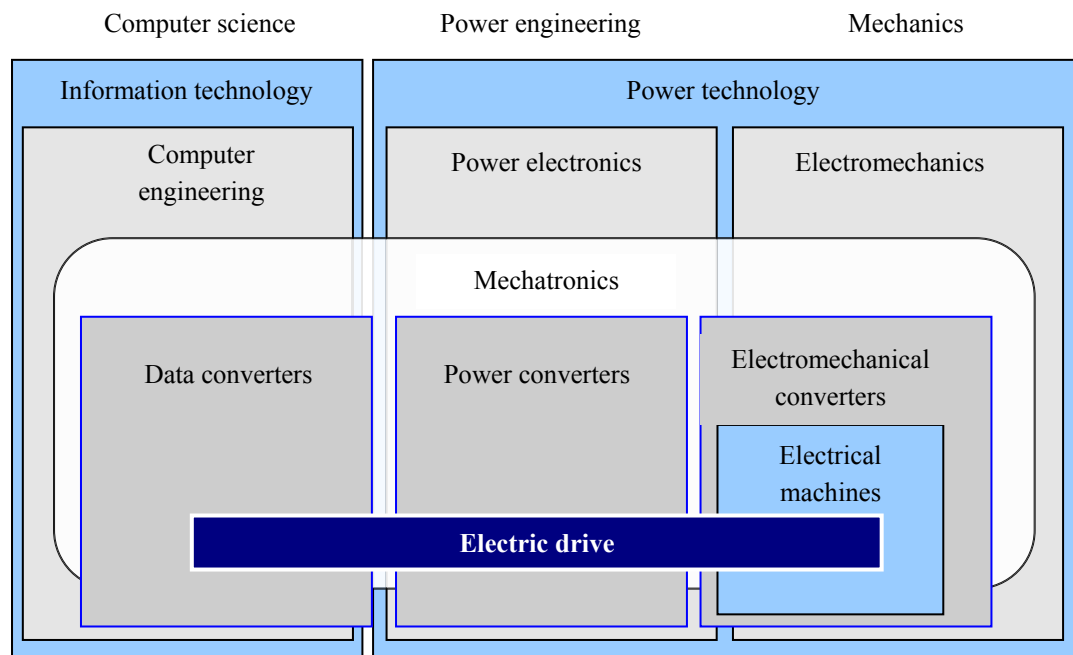 Computer science
Power engineering
Mechanics
Information technology
Power technology
Computer
engineering
Power electronics
Electromechanics
Mechatronics
Data converters
Power converters
Electromechanical
converters
Electrical
machines
Electric drive